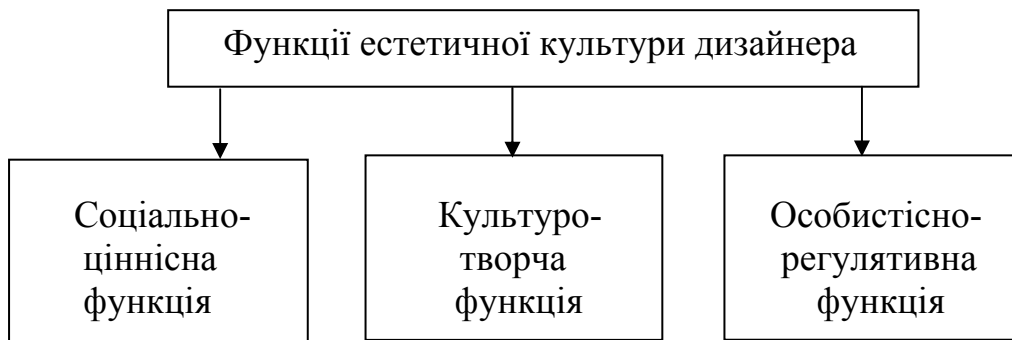 Функції естетичної культури дизайнера
Соціально-
ціннісна
функція
Культуро-
творча
функція
Особистісно-
регулятивна
функція